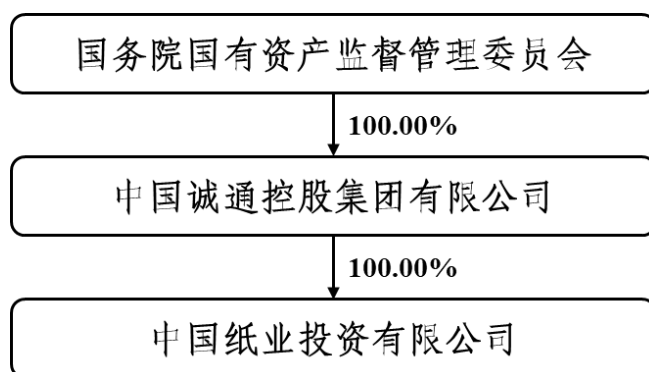 国务院国有资产监督管理委员会
100.00%
中国诚通控股集团有限公司
100.00%
中国纸业投资有限公司